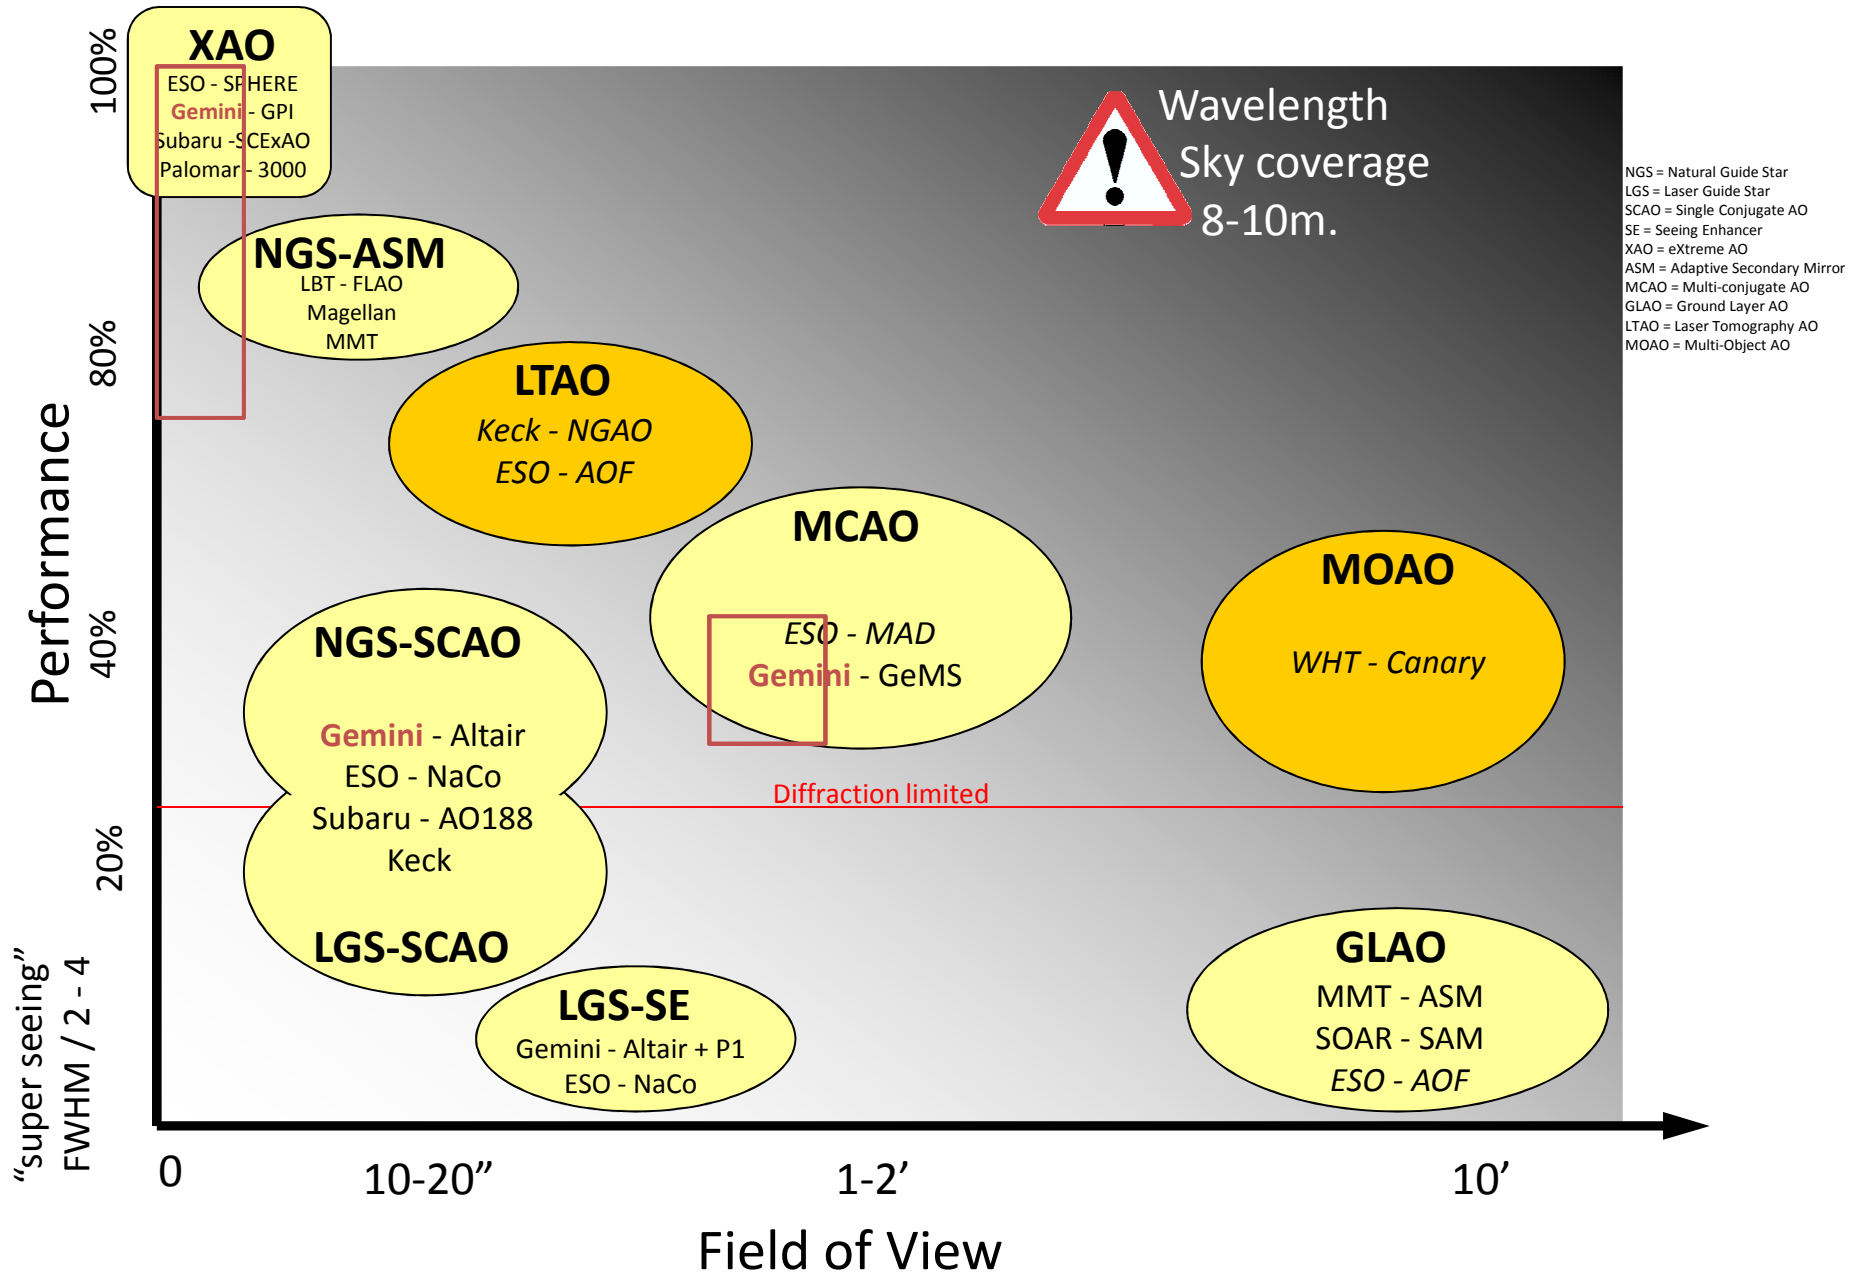 XAO
ESO - SPHERE
Gemini - GPI
Subaru -SCExAO
Palomar - 3000
Wavelength
Sky coverage
8-10m.
NGS = Natural Guide Star
LGS = Laser Guide Star
SCAO = Single Conjugate AO
SE = Seeing Enhancer
XAO = eXtreme AO
ASM = Adaptive Secondary Mirror
MCAO = Multi-conjugate AO
GLAO = Ground Layer AO
LTAO = Laser Tomography AO
MOAO = Multi-Object AO
NGS-ASM
LBT - FLAO
Magellan
MMT
LTAO
Keck - NGAO
ESO - AOF
MCAO
ESO - MAD
Gemini - GeMS
MOAO
WHT - Canary
NGS-SCAO
Gemini - Altair
ESO - NaCo
Subaru - AO188
Keck
LGS-SCAO
Diffraction limited
LGS-SE
Gemini - Altair + P1
ESO - NaCo
GLAO
MMT - ASM
SOAR - SAM
ESO - AOF
Performance
100%
80%
40%
20%
“super seeing”
FWHM / 2 - 4
0
10-20”
1-2’
10’
Field of View